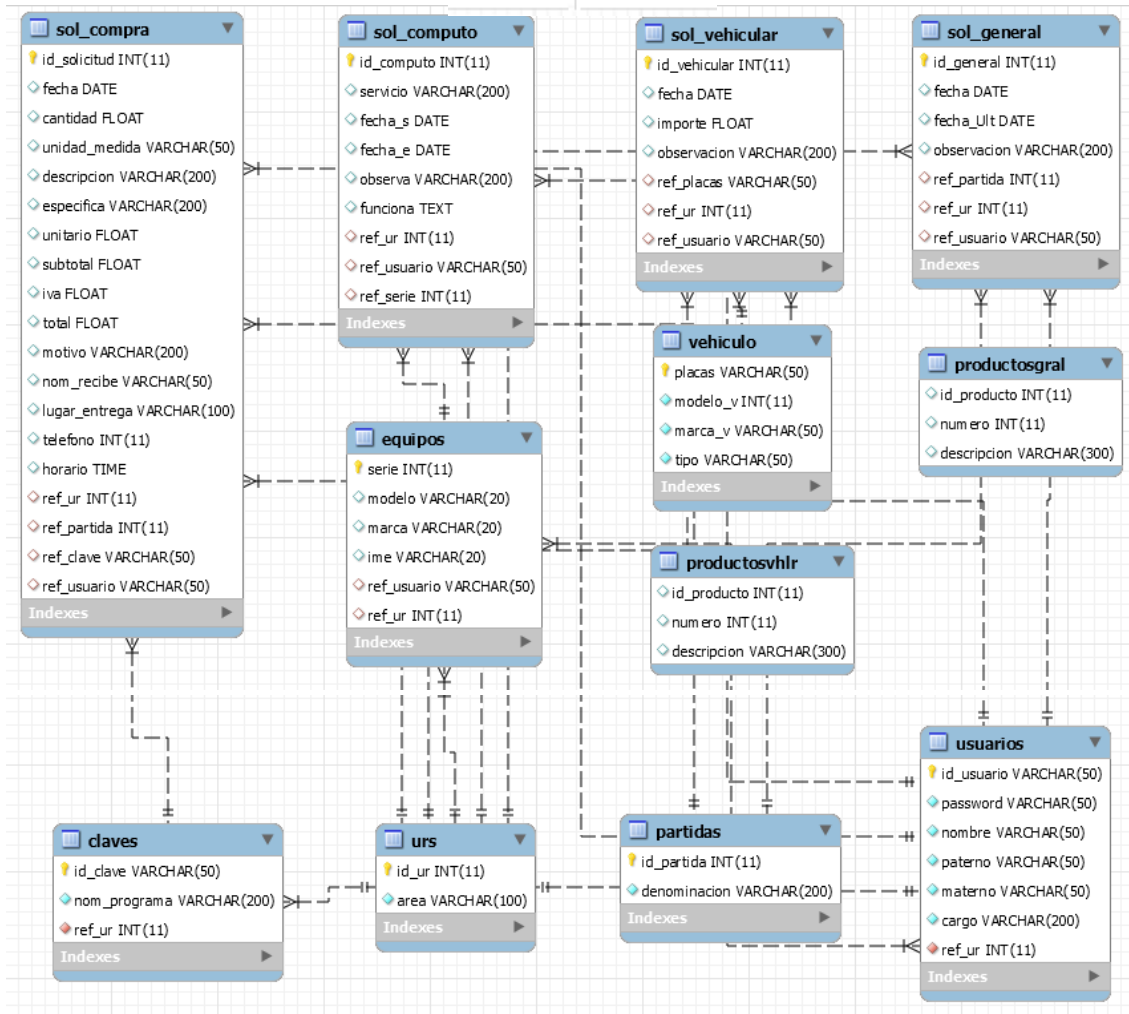 sol_compra
id_solicitud INT(11)
fecha DATE
cantidad FLOAT
unidad_medida VARCHAR(50)
descripcion VARCHAR(200)
especifica VARCHAR(200)
unitario FLOAT
subtotal FLOAT
iva FLOAT
total FLOAT
motivo VARCHAR(200)
nom_recibe VARCHAR(50)
lugar_entrega VARCHAR(100)
telefono INT(11)
horario TIME
ref_ur INT(11)
ref_partida INT(11)
ref_clave VARCHAR(50)
ref_usuario VARCHAR(50)
Indexes
sol_computo
id_computo INT(11)
servicio VARCHAR(200)
fecha_s DATE
fecha_e DATE
observa VARCHAR(200)
funciona TEXT
ref_ur INT(11)
ref_usuario VARCHAR(50)
ref_serie INT(11)
Indexes
sol_vehicular
id_vehicular INT(11)
fecha DATE
importe FLOAT
observacion VARCHAR(200)
ref_placas VARCHAR(50)
ref_ur INT(11)
ref_usuario VARCHAR(50)
Indexes
sol_general
id_general INT(11)
fecha DATE
fecha_Ult DATE
observacion VARCHAR(200)
ref_partida INT(11)
ref_ur INT(11)
ref_usuario VARCHAR(50)
Indexes
vehiculo
placas VARCHAR(50)
modelo_v INT(11)
marca_v VARCHAR(50)
tipo VARCHAR(50)
Indexes
productosgral
id_producto INT(11)
numero INT(11)
descripcion VARCHAR(300)
equipos
serie INT(11)
modelo VARCHAR(20)
marca VARCHAR(20)
ime VARCHAR(20)
ref_usuario VARCHAR(50)
ref_ur INT(11)
Indexes
productosvhlr
id_producto INT(11)
numero INT(11)
descripcion VARCHAR(300)
claves
id_clave VARCHAR(50)
nom_programa VARCHAR(200)
ref_ur INT(11)
Indexes
urs
id_ur INT(11)
area VARCHAR(100)
Indexes
partidas
id_partida INT(11)
denominacion VARCHAR(200)
Indexes
usuarios
id_usuario VARCHAR(50)
password VARCHAR(50)
nombre VARCHAR(50)
paterno VARCHAR(50)
materno VARCHAR(50)
cargo VARCHAR(200)
ref_ur INT(11)
Indexes